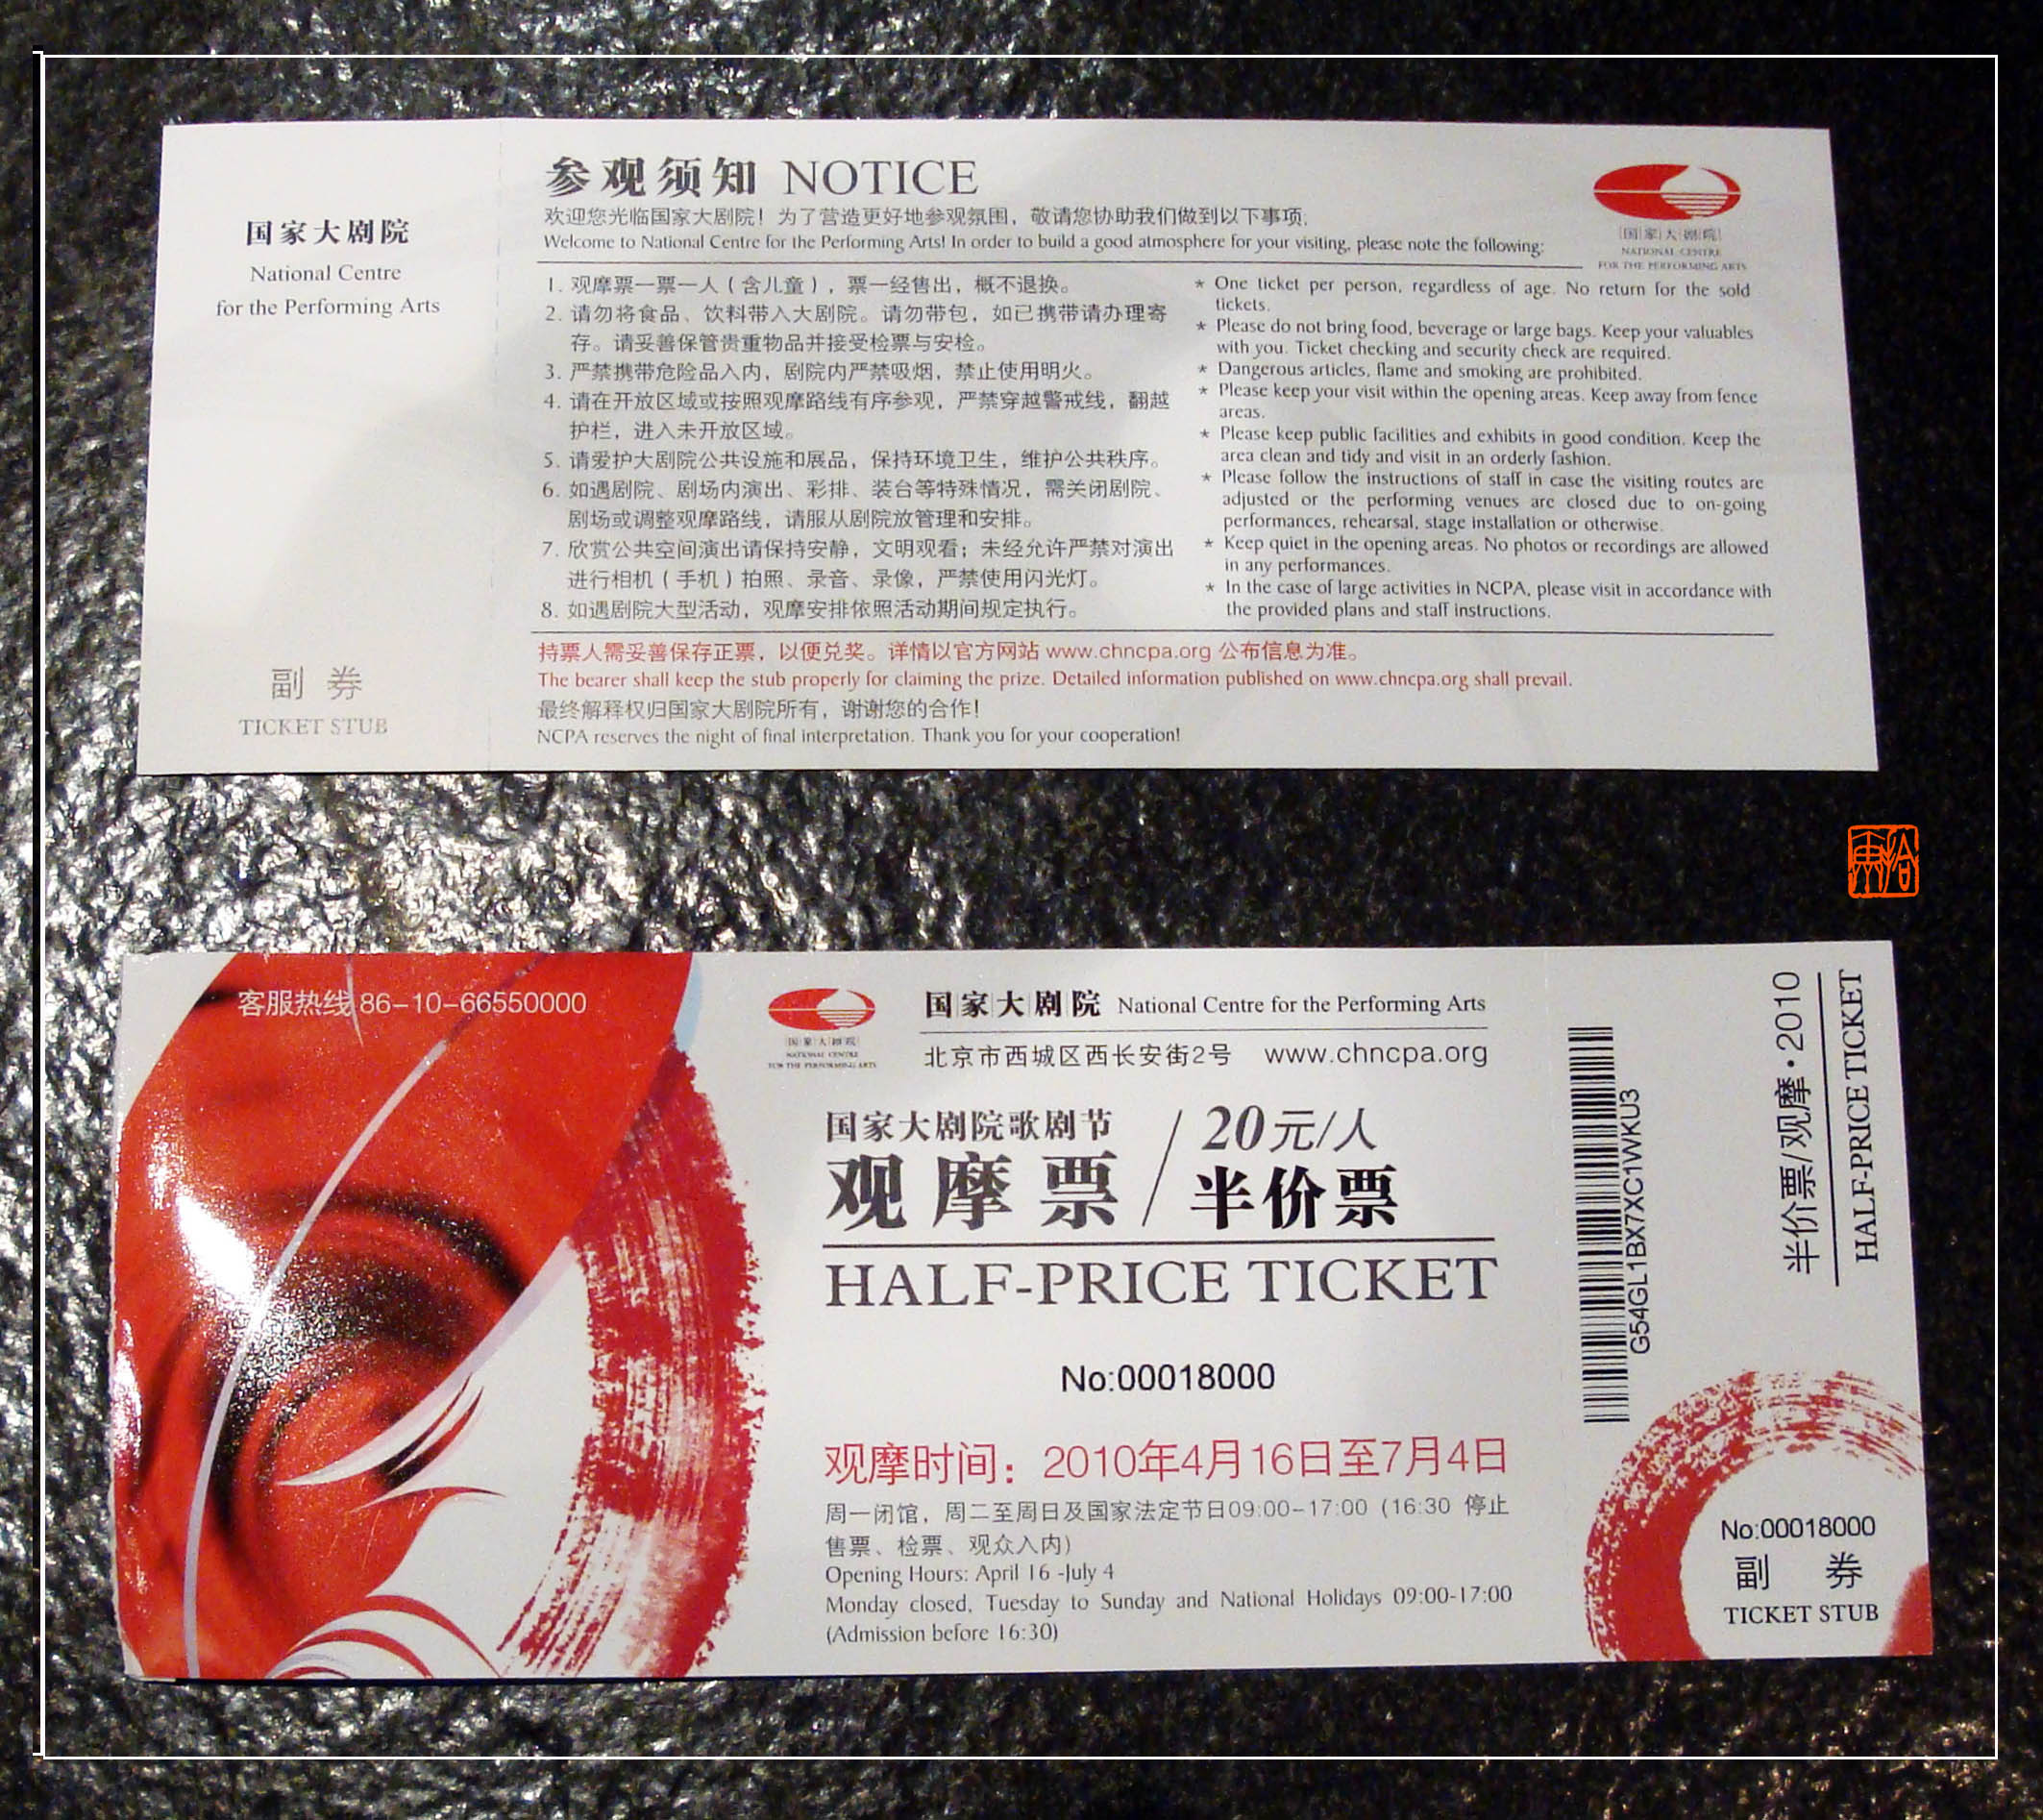 国家大剧院
National Centre
for the Performing Arts
副 券
TICKET STUB
参观须知 NOTICE
欢迎您光临国家大剧院！为了营造更好地参观氛围，敬请您协助我们做到以下事项:
Welcome to National Centre for the Performing Arts! In order to build a good atmosphere for your visiting, please note the following:
国家大剧院
NATIONAL CENTRE
FOR THE PERFORMING ARTS
1. 观摩票一票一人（含儿童），票一经售出，概不退换。
2. 请勿将食品、饮料带入大剧院。请勿带包，如已携带请办理寄
存。请妥善保管贵重物品并接受检票与安检。
3. 严禁携带危险品入内，剧院内严禁吸烟，禁止使用明火。
4. 请在开放区域或按照观摩路线有序参观，严禁穿越警戒线，翻越
护栏，进入未开放区域。
5. 请爱护大剧院公共设施和展品，保持环境卫生，维护公共秩序。
6. 如遇剧院、剧场内演出、彩排、装台等特殊情况，需关闭剧院、
剧场或调整观摩路线，请服从剧院放管理和安排。
7. 欣赏公共空间演出请保持安静，文明观看；未经允许严禁对演出
进行相机（手机）拍照、录音、录像，严禁使用闪光灯。
8. 如遇剧院大型活动，观摩安排依照活动期间规定执行。
* One ticket per person, regardless of age. No return for the sold
tickets.
* Please do not bring food, beverage or large bags. Keep your valuables
with you. Ticket checking and security check are required.
* Dangerous articles, flame and smoking are prohibited.
* Please keep your visit within the opening areas. Keep away from fence
areas.
* Please keep public facilities and exhibits in good condition. Keep the
area clean and tidy and visit in an orderly fashion.
* Please follow the instructions of staff in case the visiting routes are
adjusted or the performing venues are closed due to on-going
performances, rehearsal, stage installation or otherwise.
* Keep quiet in the opening areas. No photos or recordings are allowed
in any performances.
* In the case of large activities in NCPA, please visit in accordance with
the provided plans and staff instructions.
持票人需妥善保存正票，以便兑奖。详情以官方网站 www.chncpa.org 公布信息为准。
The bearer shall keep the stub properly for claiming the prize. Detailed information published on www.chncpa.org shall prevail.
最终解释权归国家大剧院所有，谢谢您的合作！
NCPA reserves the night of final interpretation. Thank you for your cooperation!
客服热线 86-10-66550000
国家大剧院
NATIONAL CENTRE
FOR THE PERFORMING ARTS
国家大剧院 National Centre for the Performing Arts
北京市西城区西长安街2号 www.chncpa.org
国家大剧院歌剧节
观摩票
/ 20元/人
半价票
HALF-PRICE TICKET
No:00018000
观摩时间：2010年4月16日至7月4日
周一闭馆，周二至周日及国家法定节日09:00-17:00（16:30 停止
售票、检票、观众入内）
Opening Hours: April 16 -July 4
Monday closed, Tuesday to Sunday and National Holidays 09:00-17:00
(Admission before 16:30)
G54GL1BX7XC1WKU3
半价票/观摩·2010
HALF-PRICE TICKET
No:00018000
副 券
TICKET STUB